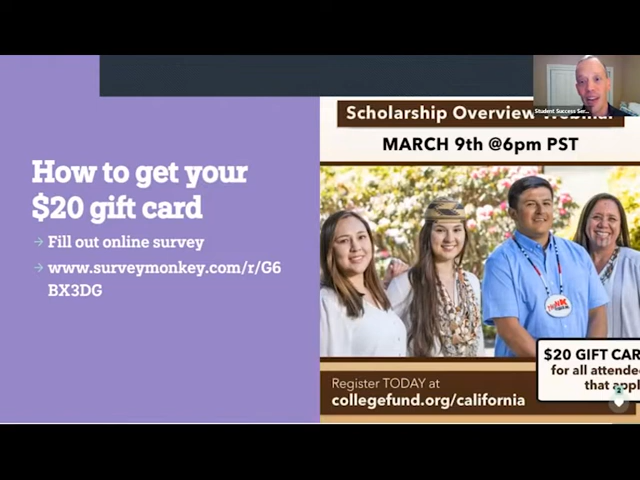 How to get your
$20 gift card
Fill out online survey
www.surveymonkey.com/r/G6
BX3DG
Student Success Ser...
Scholarship Overview Webinar
MARCH 9th @6pm PST
Register TODAY at
collegefund.org/california
$20 GIFT CAR
for all attende
that appl